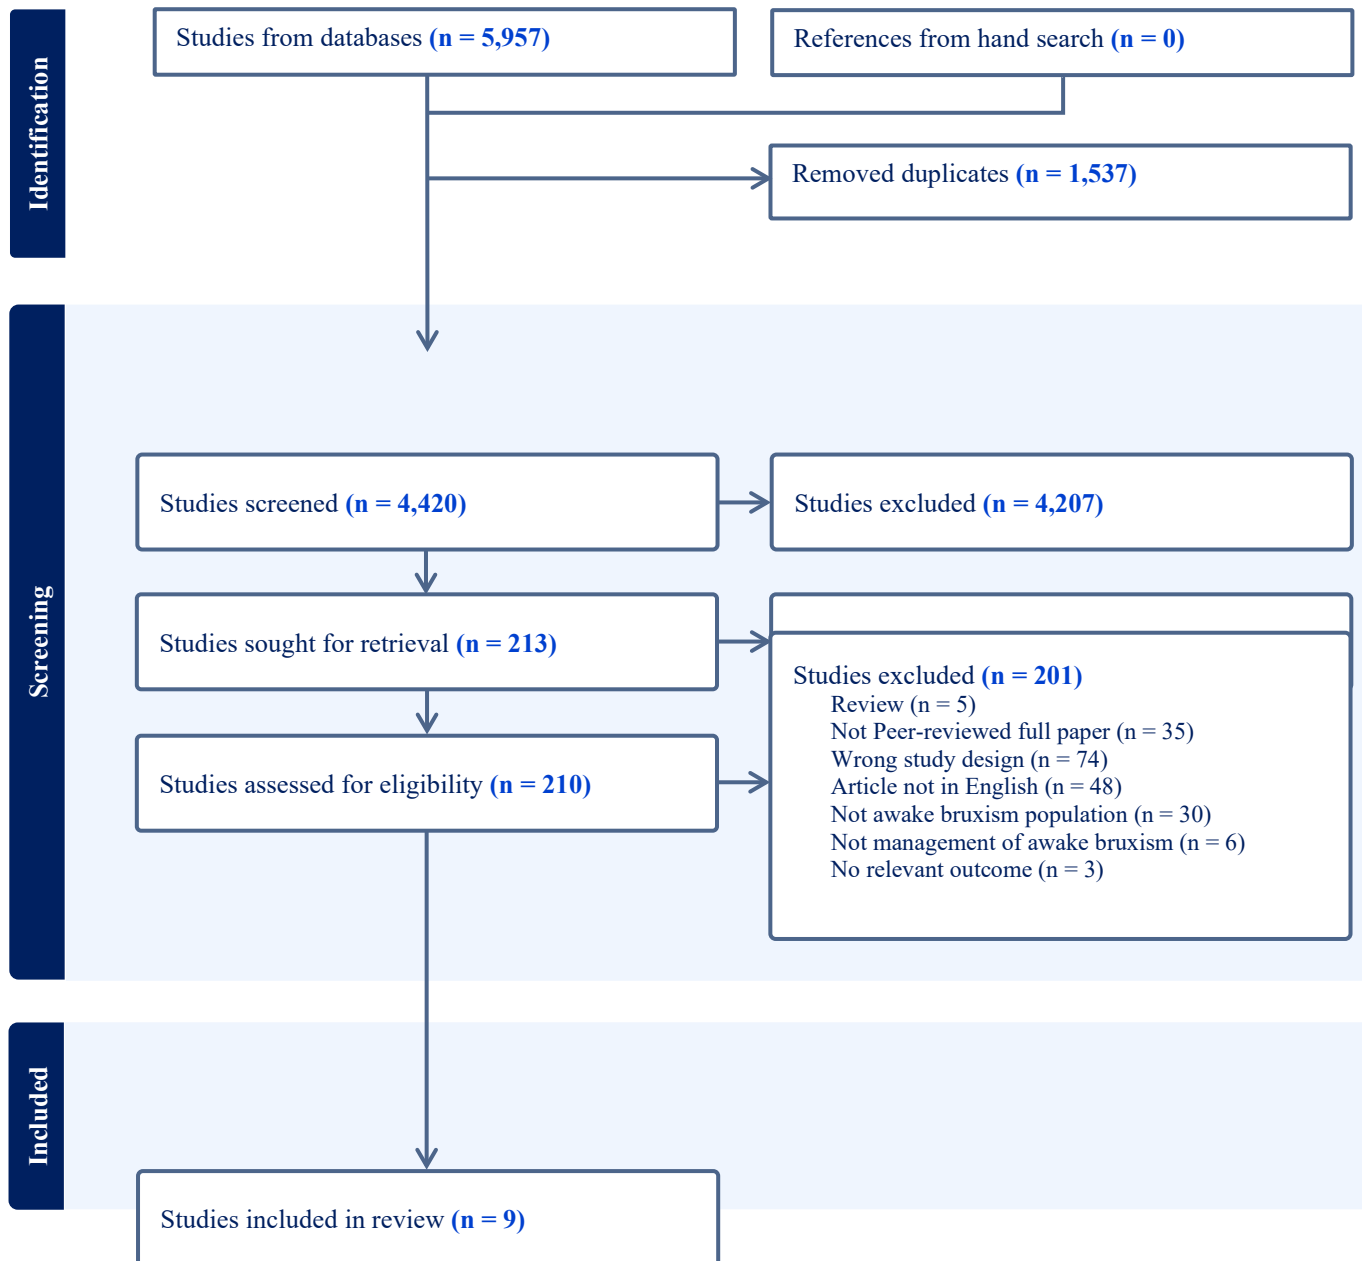 Identification
Studies from databases (n = 5,957)
References from hand search (n = 0)
Removed duplicates (n = 1,537)
Screening
Studies screened (n = 4,420)
Studies excluded (n = 4,207)
Studies sought for retrieval (n = 213)
Studies assessed for eligibility (n = 210)
Studies excluded (n = 201)
Review (n = 5)
Not Peer-reviewed full paper (n = 35)
Wrong study design (n = 74)
Article not in English (n = 48)
Not awake bruxism population (n = 30)
Not management of awake bruxism (n = 6)
No relevant outcome (n = 3)
Included
Studies included in review (n = 9)